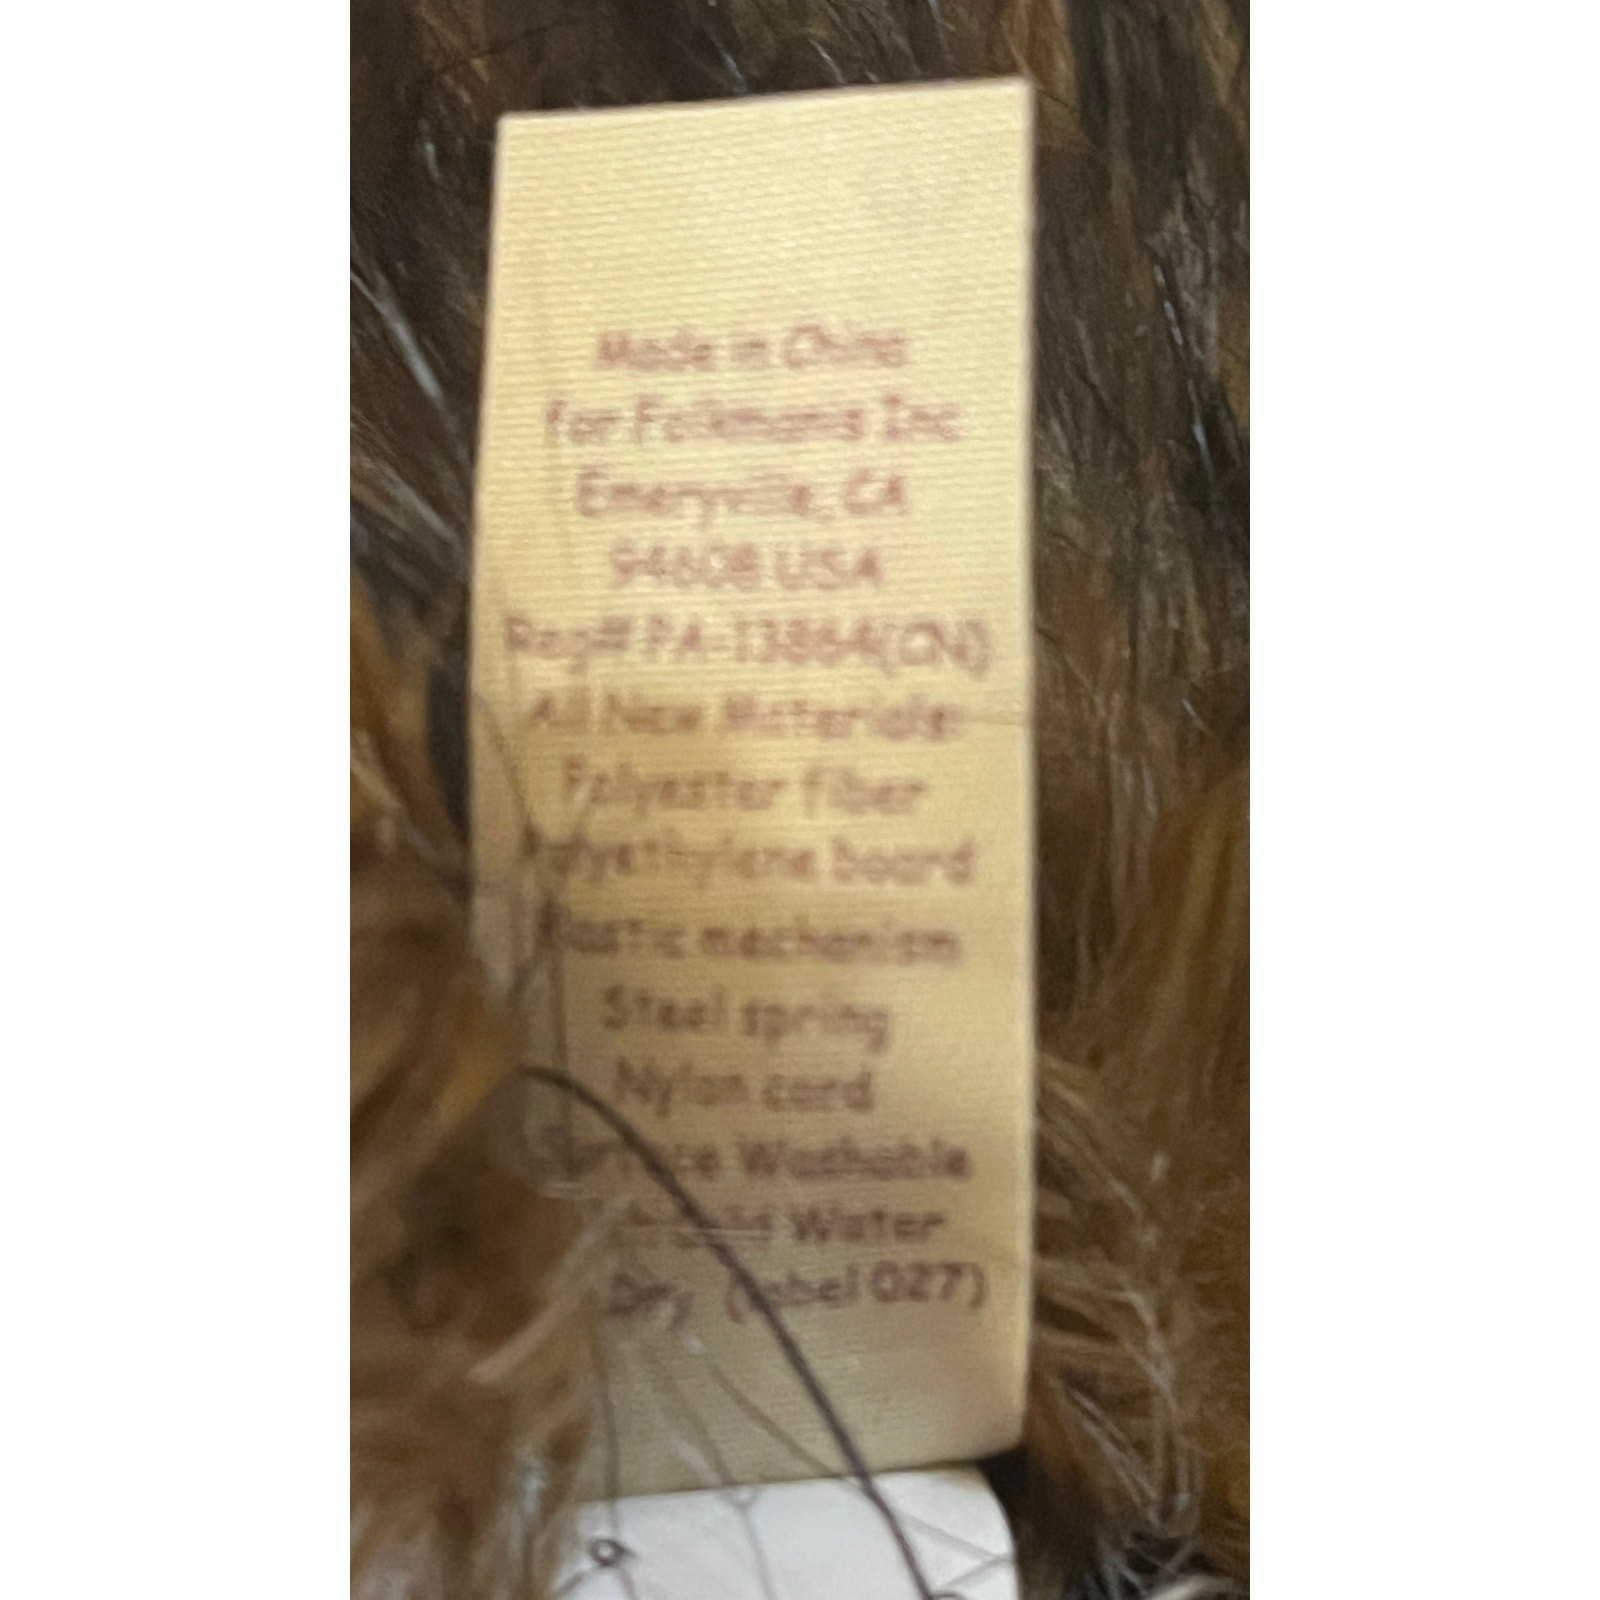 Made in China
for Folkmanis Inc
Emeryville, CA
94608 USA
Reg# PA-13864(CN)
All New Materials-
Polyester fiber
Polyethylene board
Plastic mechanism
Steel spring
Nylon cord
Surface Washable
Water
Dry (label 027)